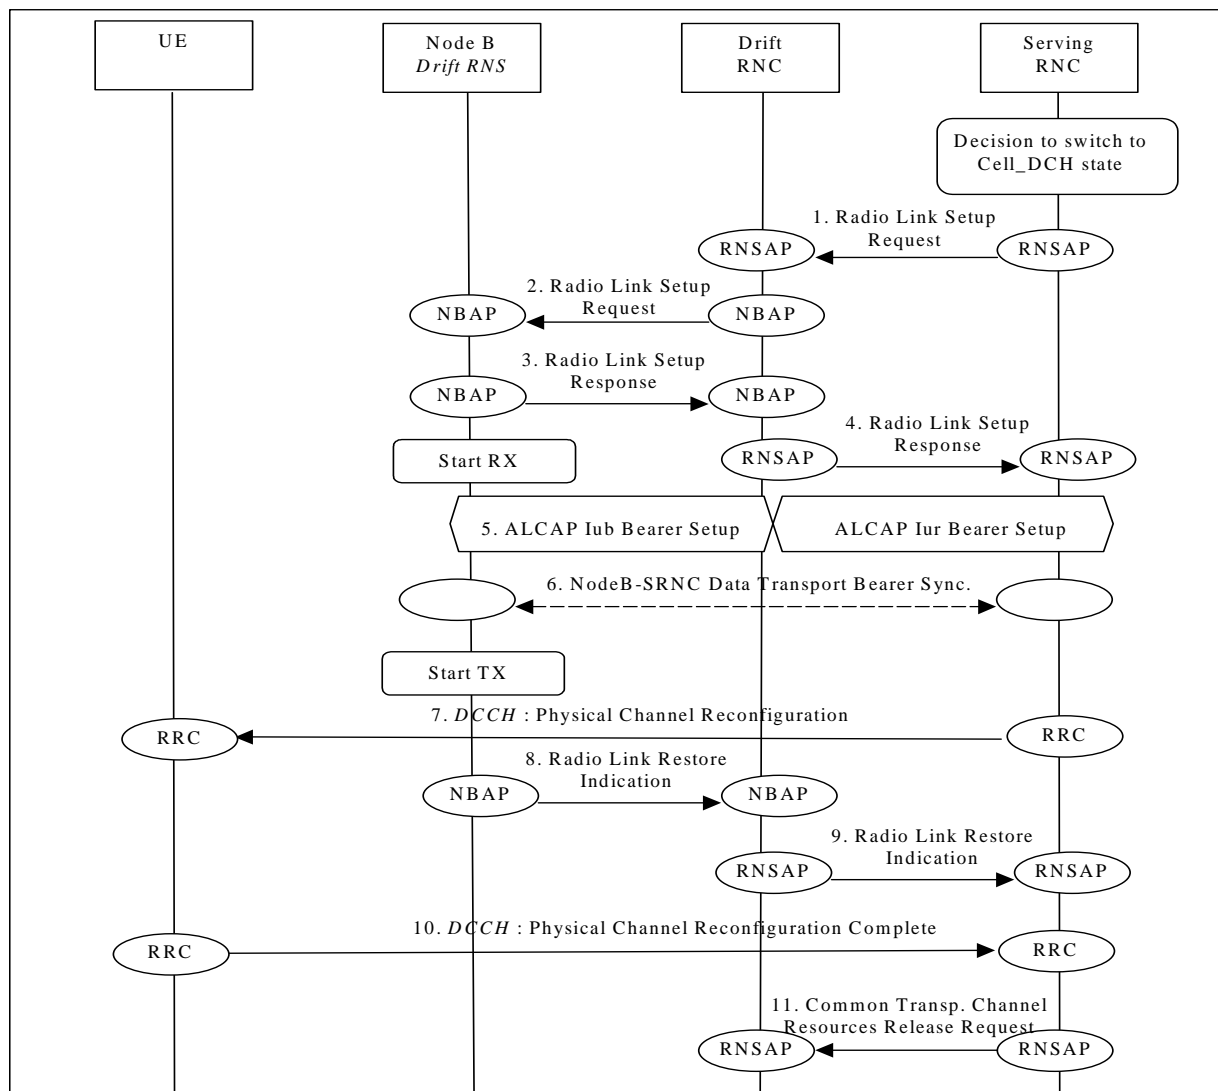 UE
Node B
Drift RNS
Drift
RNC
Serving
RNC
Decision to switch to
Cell_DCH state
1. Radio Link Setup
Request
RNSAP
RNSAP
2. Radio Link Setup
Request
NBAP
NBAP
3. Radio Link Setup
Response
NBAP
NBAP
4. Radio Link Setup
Response
Start RX
RNSAP
RNSAP
5. ALCAP Iub Bearer Setup
ALCAP Iur Bearer Setup
6. NodeB-SRNC Data Transport Bearer Sync.
Start TX
7. DCCH : Physical Channel Reconfiguration
RRC
RRC
8. Radio Link Restore
Indication
NBAP
NBAP
9. Radio Link Restore
Indication
RNSAP
RNSAP
10. DCCH : Physical Channel Reconfiguration Complete
RRC
RRC
11. Common Transp. Channel
Resources Release Request
RNSAP
RNSAP